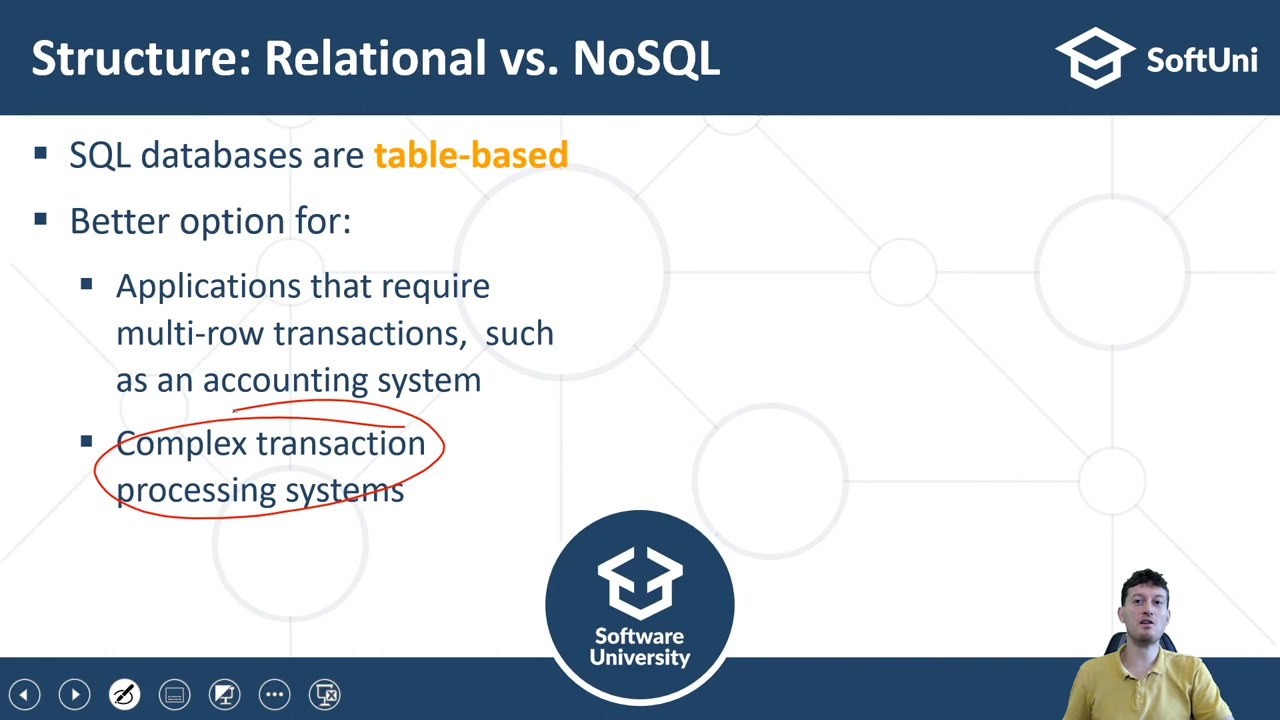 Structure: Relational vs. NoSQL
SoftUni
▪ SQL databases are table-based
▪ Better option for:
▪ Applications that require
multi-row transactions,  such
as an accounting system
▪ Complex transaction
processing systems
Software
University